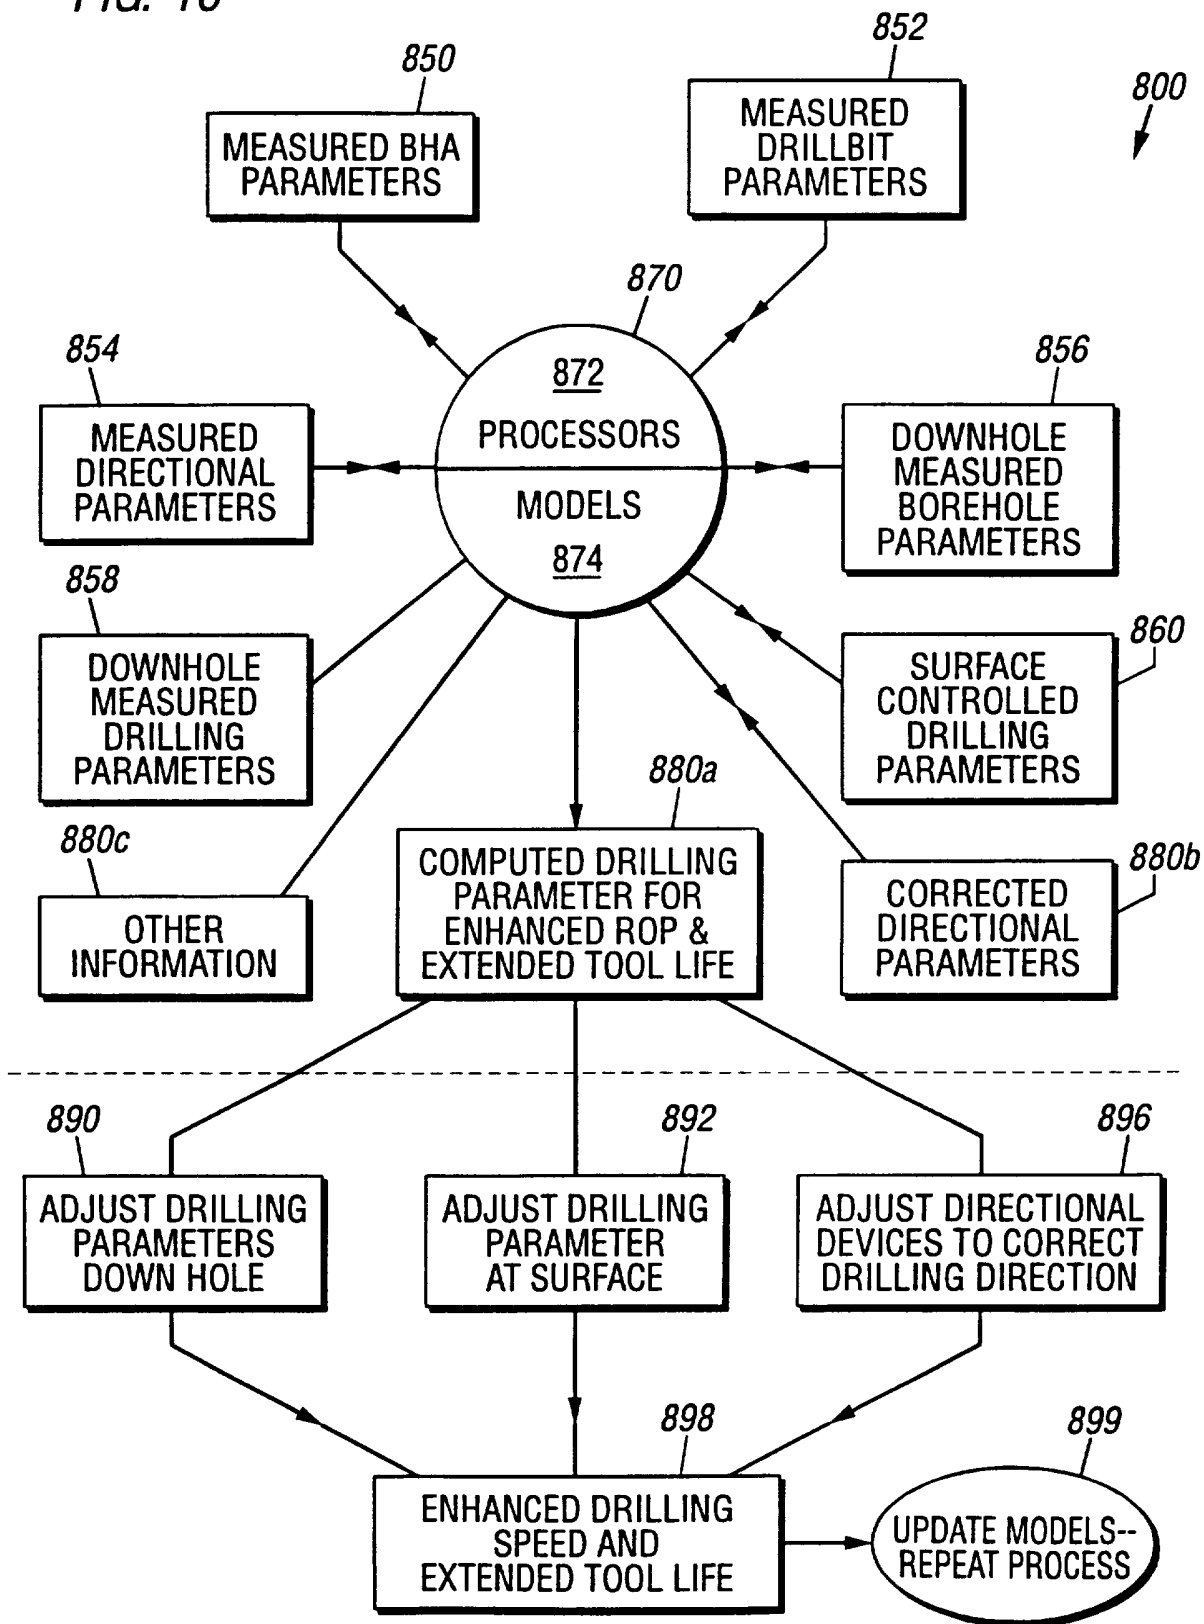 850
852
800
MEASURED BHA
PARAMETERS
MEASURED
DRILLBIT
PARAMETERS
870
854
856
872
PROCESSORS
MODELS
874
MEASURED
DIRECTIONAL
PARAMETERS
DOWNHOLE
MEASURED
BOREHOLE
PARAMETERS
858
860
DOWNHOLE
MEASURED
DRILLING
PARAMETERS
SURFACE
CONTROLLED
DRILLING
PARAMETERS
880a
880c
880b
OTHER
INFORMATION
COMPUTED DRILLING
PARAMETER FOR
ENHANCED ROP &
EXTENDED TOOL LIFE
CORRECTED
DIRECTIONAL
PARAMETERS
890
892
896
ADJUST DRILLING
PARAMETERS
DOWN HOLE
ADJUST DRILLING
PARAMETER
AT SURFACE
ADJUST DIRECTIONAL
DEVICES TO CORRECT
DRILLING DIRECTION
898
899
ENHANCED DRILLING
SPEED AND
EXTENDED TOOL LIFE
UPDATE MODELS--
REPEAT PROCESS